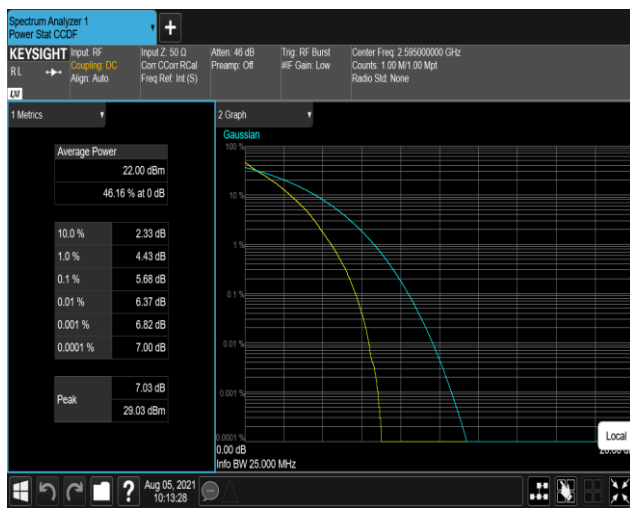 Spectrum Analyzer 1
Power Stat CCDF
+
KEYSIGHT
RL
LXI
Input: RF
Coupling: DC
Align: Auto
Input Z: 50 Ω
Corr CCorr RCal
Freq Ref: Int (S)
Atten: 46 dB
Preamp: Off
Trig: RF Burst
#IF Gain: Low
Center Freq: 2.595000000 GHz
Counts: 1.00 M/1.00 Mpt
Radio Std: None
1 Metrics
Average Power
22.00 dBm
46.16 % at 0 dB
10.0 % 2.33 dB
1.0 % 4.43 dB
0.1 % 5.68 dB
0.01 % 6.37 dB
0.001 % 6.82 dB
0.0001 % 7.00 dB
Peak
7.03 dB
29.03 dBm
2 Graph
Gaussian
100 %
10 %
1 %
0.1 %
0.01 %
0.001 %
0.0001 %
0.00 dB
Info BW 25.000 MHz
Local
?
Aug 05, 2021
10:13:28